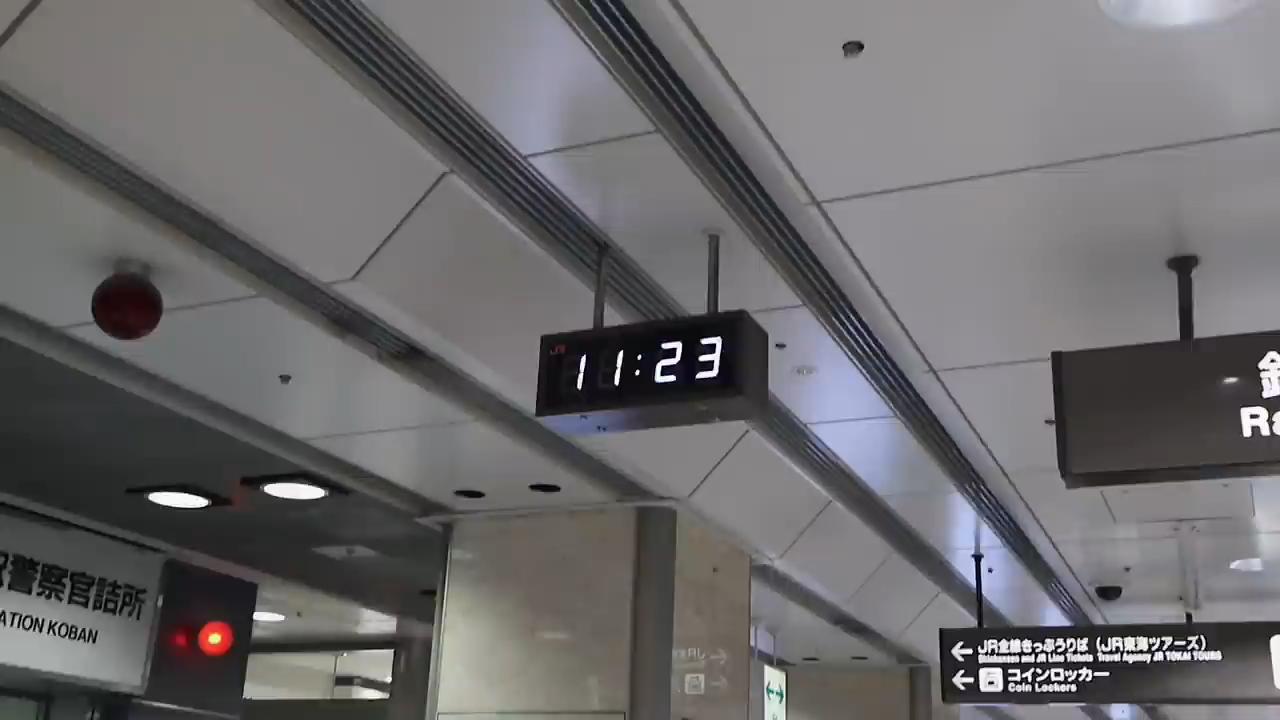 JR
11:23
警察官詰所
ATION KOBAN
← JR全線きっぷうりば（JR東海ツアーズ）
Shinkansen and JR Line Tickets Travel Agency JR TOKAI TOURS
← コインロッカー
Coin Lockers